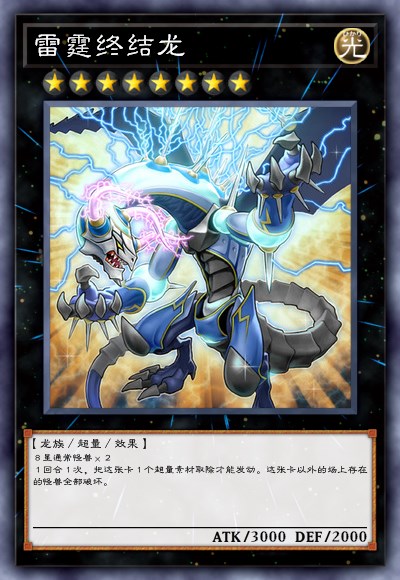 雷霆终结龙
光
【龙族／超量／效果】
８星通常怪兽×２
１回合１次，把这张卡１个超量素材取除才能发动。这张卡以外的场上存在
的怪兽全部破坏。
ATK/3000 DEF/2000